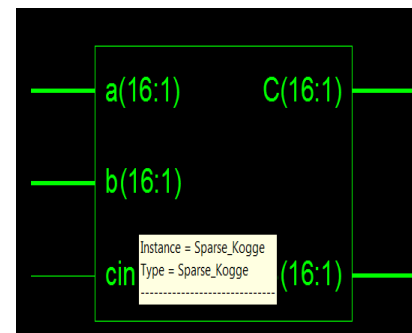 a(16:1) C(16:1)
b(16:1)
Instance = Sparse_Kogge
Type = Sparse_Kogge
-----------------------------
cin (16:1)